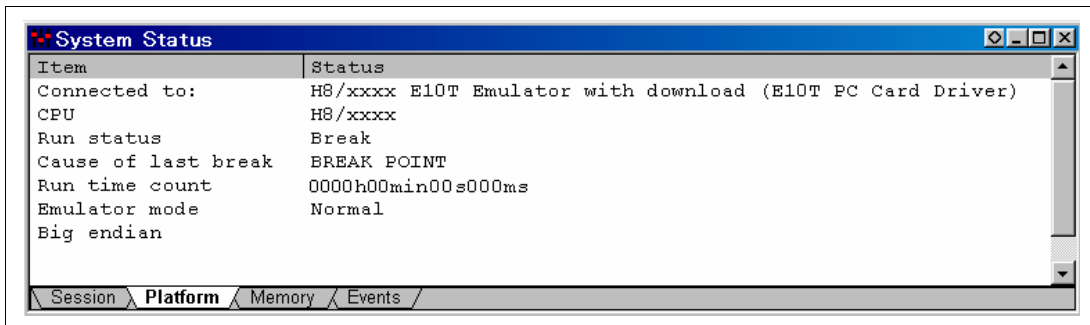 System Status
Item Status
Connected to: H8/xxxx E10T Emulator with download (E10T PC Card Driver)
CPU H8/xxxx
Run status Break
Cause of last break BREAK POINT
Run time count 0000h00min00s000ms
Emulator mode Normal
Big endian
Session Platform Memory Events